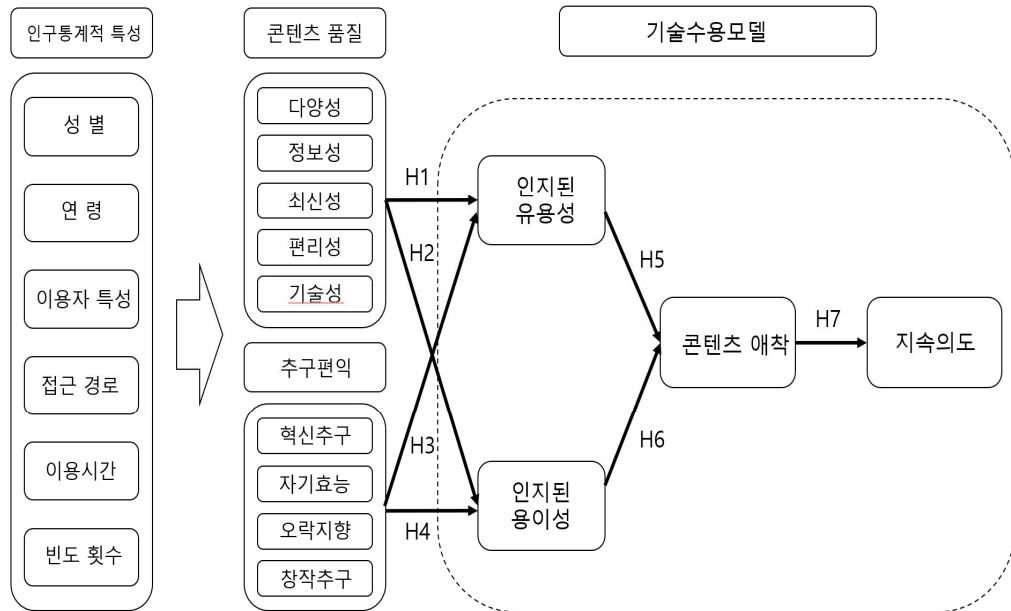 인구통계적 특성
콘텐츠 품질
기술수용모델
성 별
연 령
이용자 특성
접근 경로
이용시간
빈도 횟수
다양성
정보성
최신성
편리성
기술성
추구편익
혁신추구
자기효능
오락지향
창작추구
H1
H2
H3
H4
인지된
유용성
인지된
용이성
H5
H6
콘텐츠 애착
H7
지속의도